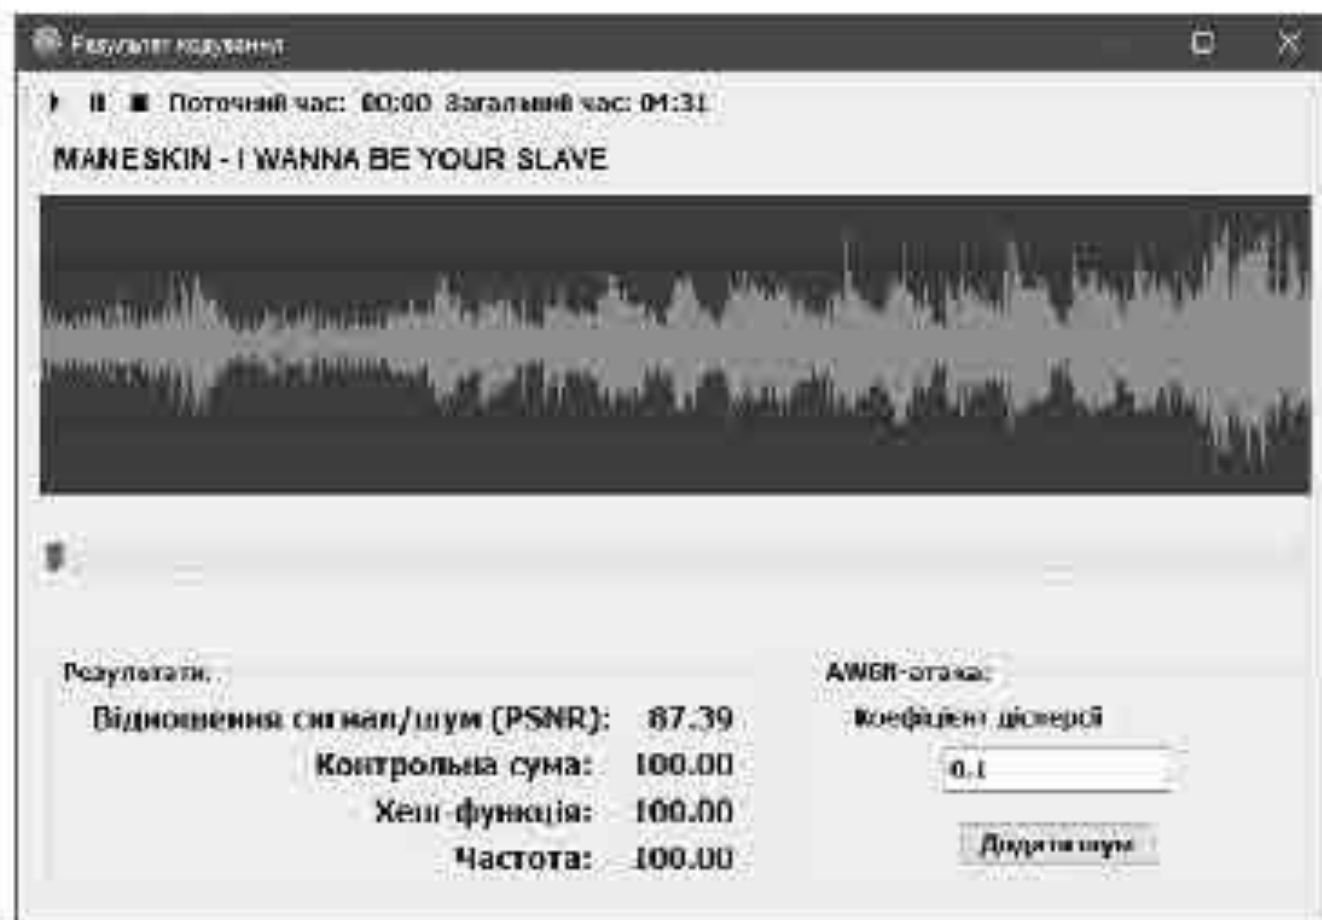 Результат кодування
Поточний час: 00:00 Загальний час: 04:31
MANESKIN - I WANNA BE YOUR SLAVE
Результати:
Відношення сигнал/шум (PSNR): 87.39
Контрольна сума: 100.00
Хеш-функція: 100.00
Частота: 100.00
AWGN-атака:
Коефіцієнт дісперсії
0.1
Додати шум